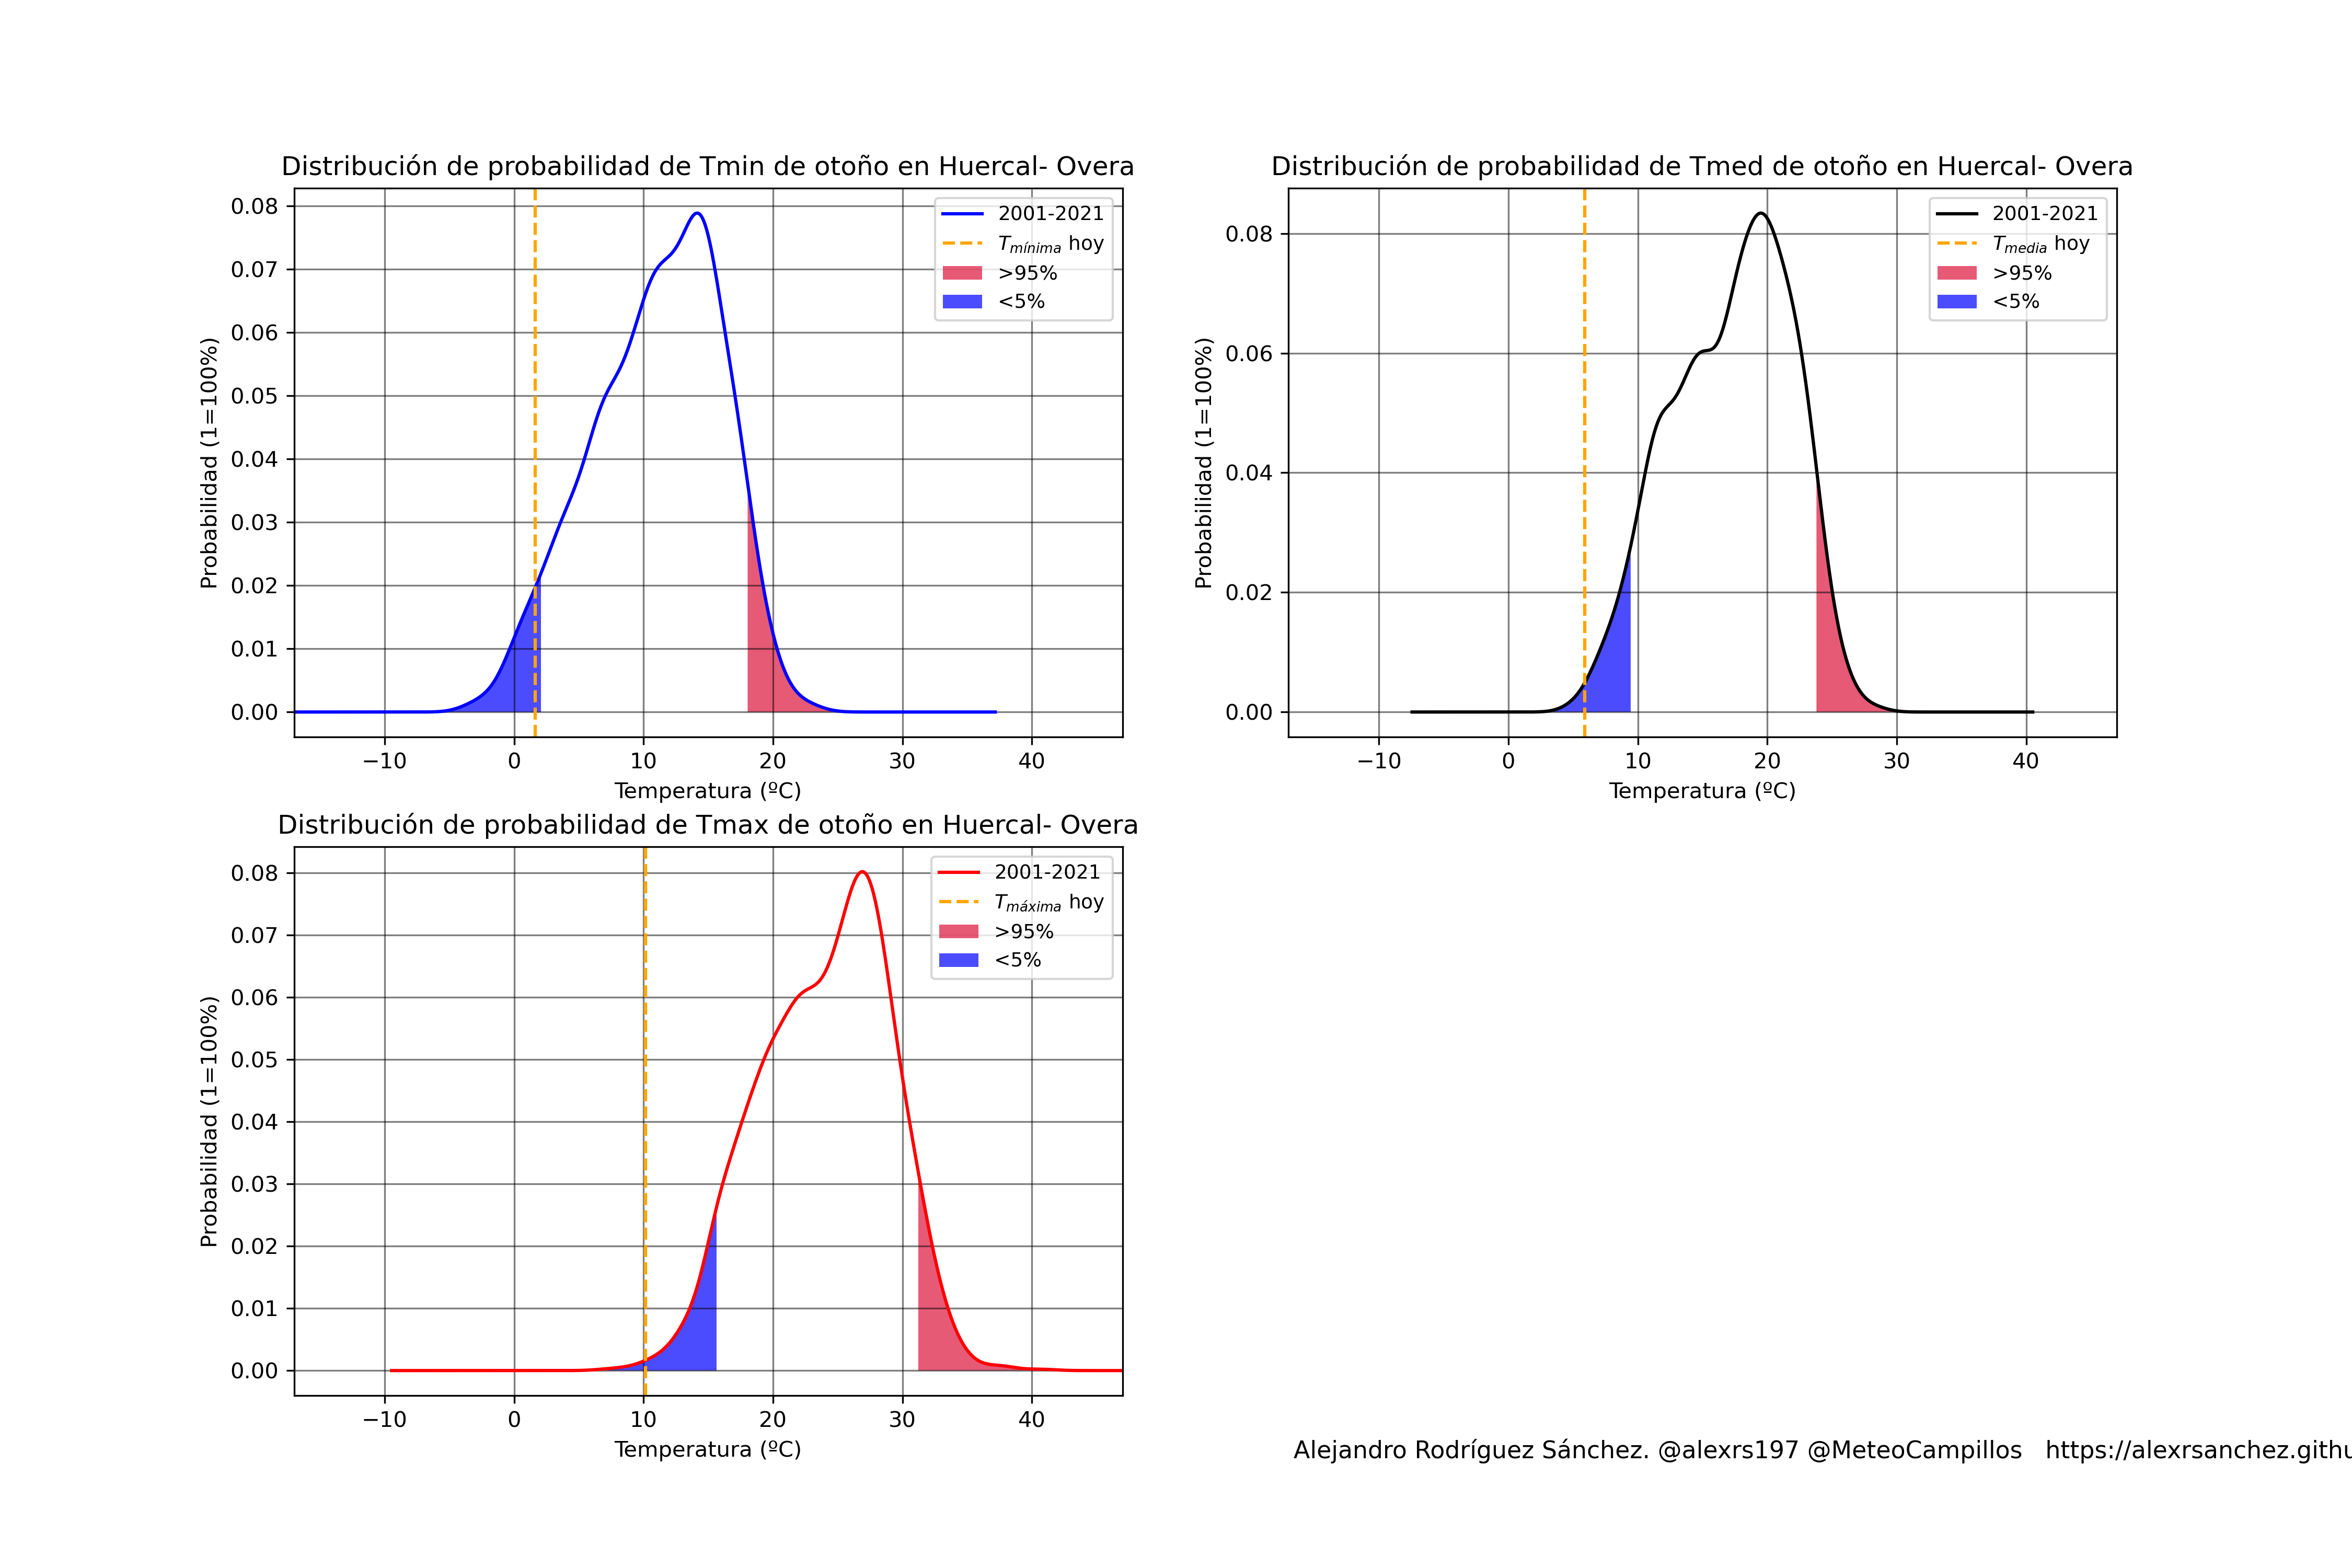 Distribución de probabilidad de Tmin de otoño en Huercal- Overa
Probabilidad (1=100%)
0.08
0.07
0.06
0.05
0.04
0.03
0.02
0.01
0.00
2001-2021
Tmínima hoy
>95%
<5%
−10 0 10 20 30 40
Temperatura (ºC)
Distribución de probabilidad de Tmed de otoño en Huercal- Overa
Probabilidad (1=100%)
0.08
0.06
0.04
0.02
0.00
2001-2021
Tmedia hoy
>95%
<5%
−10 0 10 20 30 40
Temperatura (ºC)
Distribución de probabilidad de Tmax de otoño en Huercal- Overa
Probabilidad (1=100%)
0.08
0.07
0.06
0.05
0.04
0.03
0.02
0.01
0.00
2001-2021
Tmáxima hoy
>95%
<5%
−10 0 10 20 30 40
Temperatura (ºC)
Alejandro Rodríguez Sánchez. @alexrs197 @MeteoCampillos https://alexrsanchez.githu